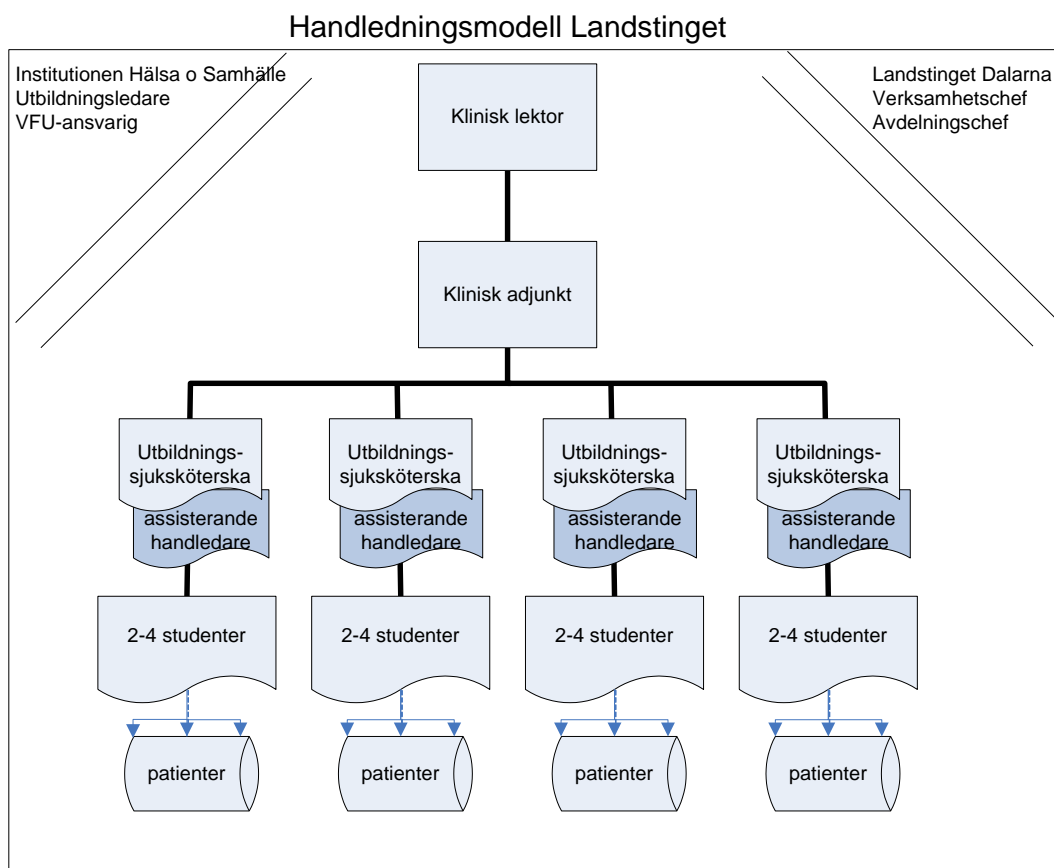 Handledningsmodell Landstinget
Institutionen Hälsa o Samhälle
Utbildningsledare
VFU-ansvarig
Landstinget Dalarna
Verksamhetschef
Avdelningschef
Klinisk lektor
Klinisk adjunkt
Utbildnings-
sjuksköterska
assisterande
handledare
Utbildnings-
sjuksköterska
assisterande
handledare
Utbildnings-
sjuksköterska
assisterande
handledare
Utbildnings-
sjuksköterska
assisterande
handledare
2-4 studenter
2-4 studenter
2-4 studenter
2-4 studenter
patienter
patienter
patienter
patienter